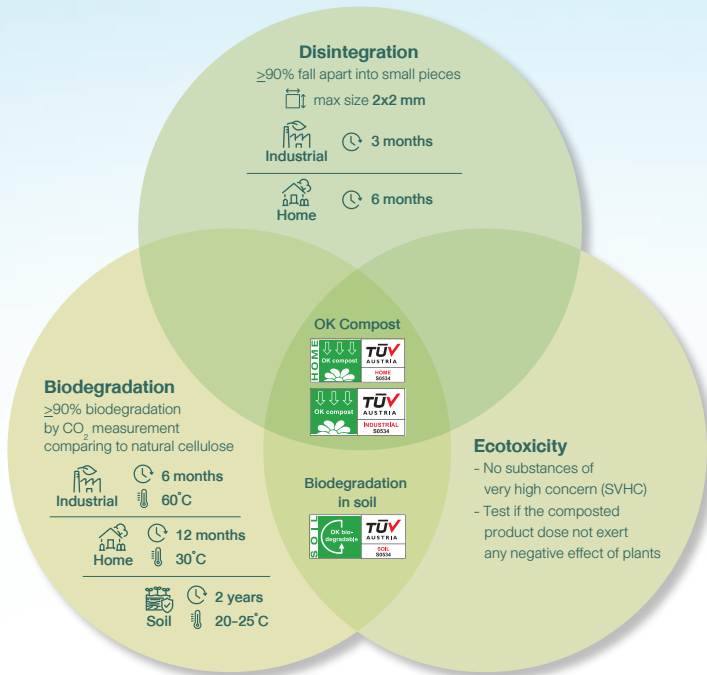 Disintegration
≥90% fall apart into small pieces
max size 2x2 mm
Industrial
3 months
Home
6 months
OK Compost
HOME
OK compost
TÜV
AUSTRIA
HOME
S0534
OK compost
TÜV
AUSTRIA
INDUSTRIAL
S0534
Biodegradation
≥90% biodegradation
by CO2 measurement
comparing to natural cellulose
Industrial
6 months
60°C
Home
12 months
30°C
Soil
2 years
20-25°C
Biodegradation
in soil
SOIL
OK bio-
degradable
TÜV
AUSTRIA
SOIL
S0534
Ecotoxicity
- No substances of
very high concern (SVHC)
- Test if the composted
product dose not exert
any negative effect of plants